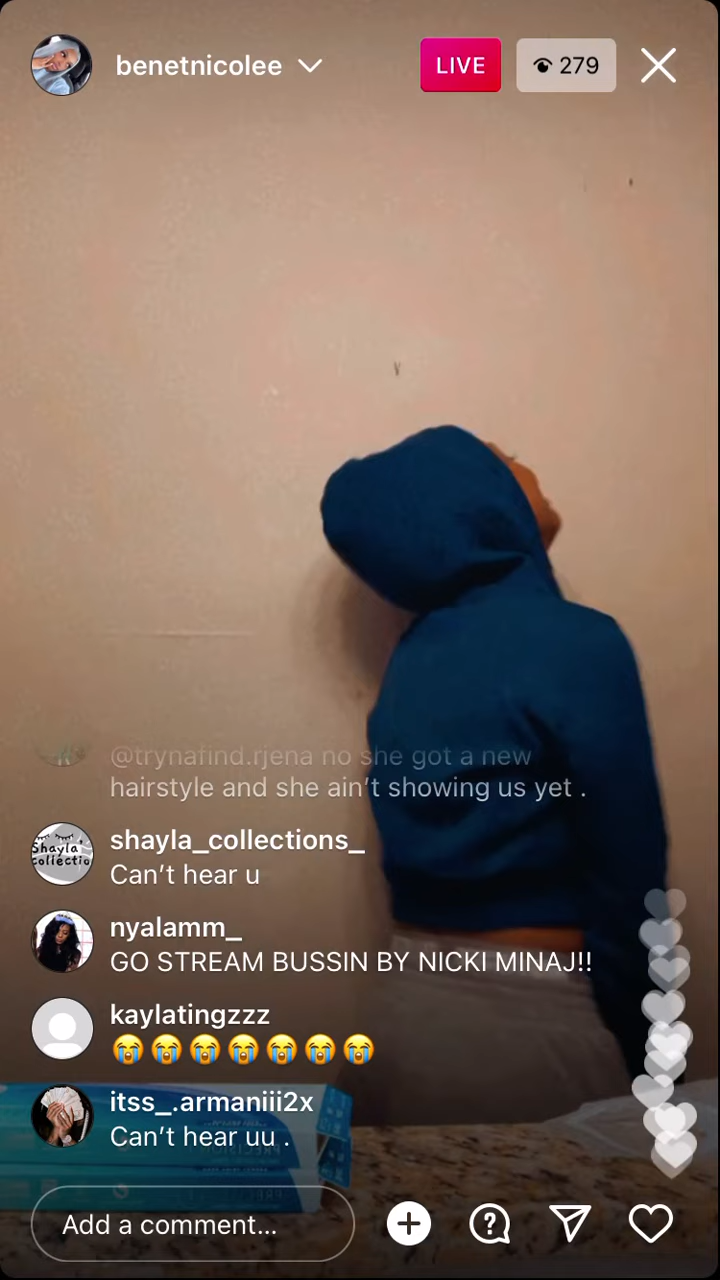 benetnicolee
LIVE
279
@trynafind.rjena no she got a new
hairstyle and she ain't showing us yet .
Shayla
shayla_collections_
Can't hear u
nyalamm_
GO STREAM BUSSIN BY NICKI MINAJ!!
kaylatingzzz
😭😭😭😭😭😭😭
itss_.armaniii2x
Can't hear uu .
Add a comment...